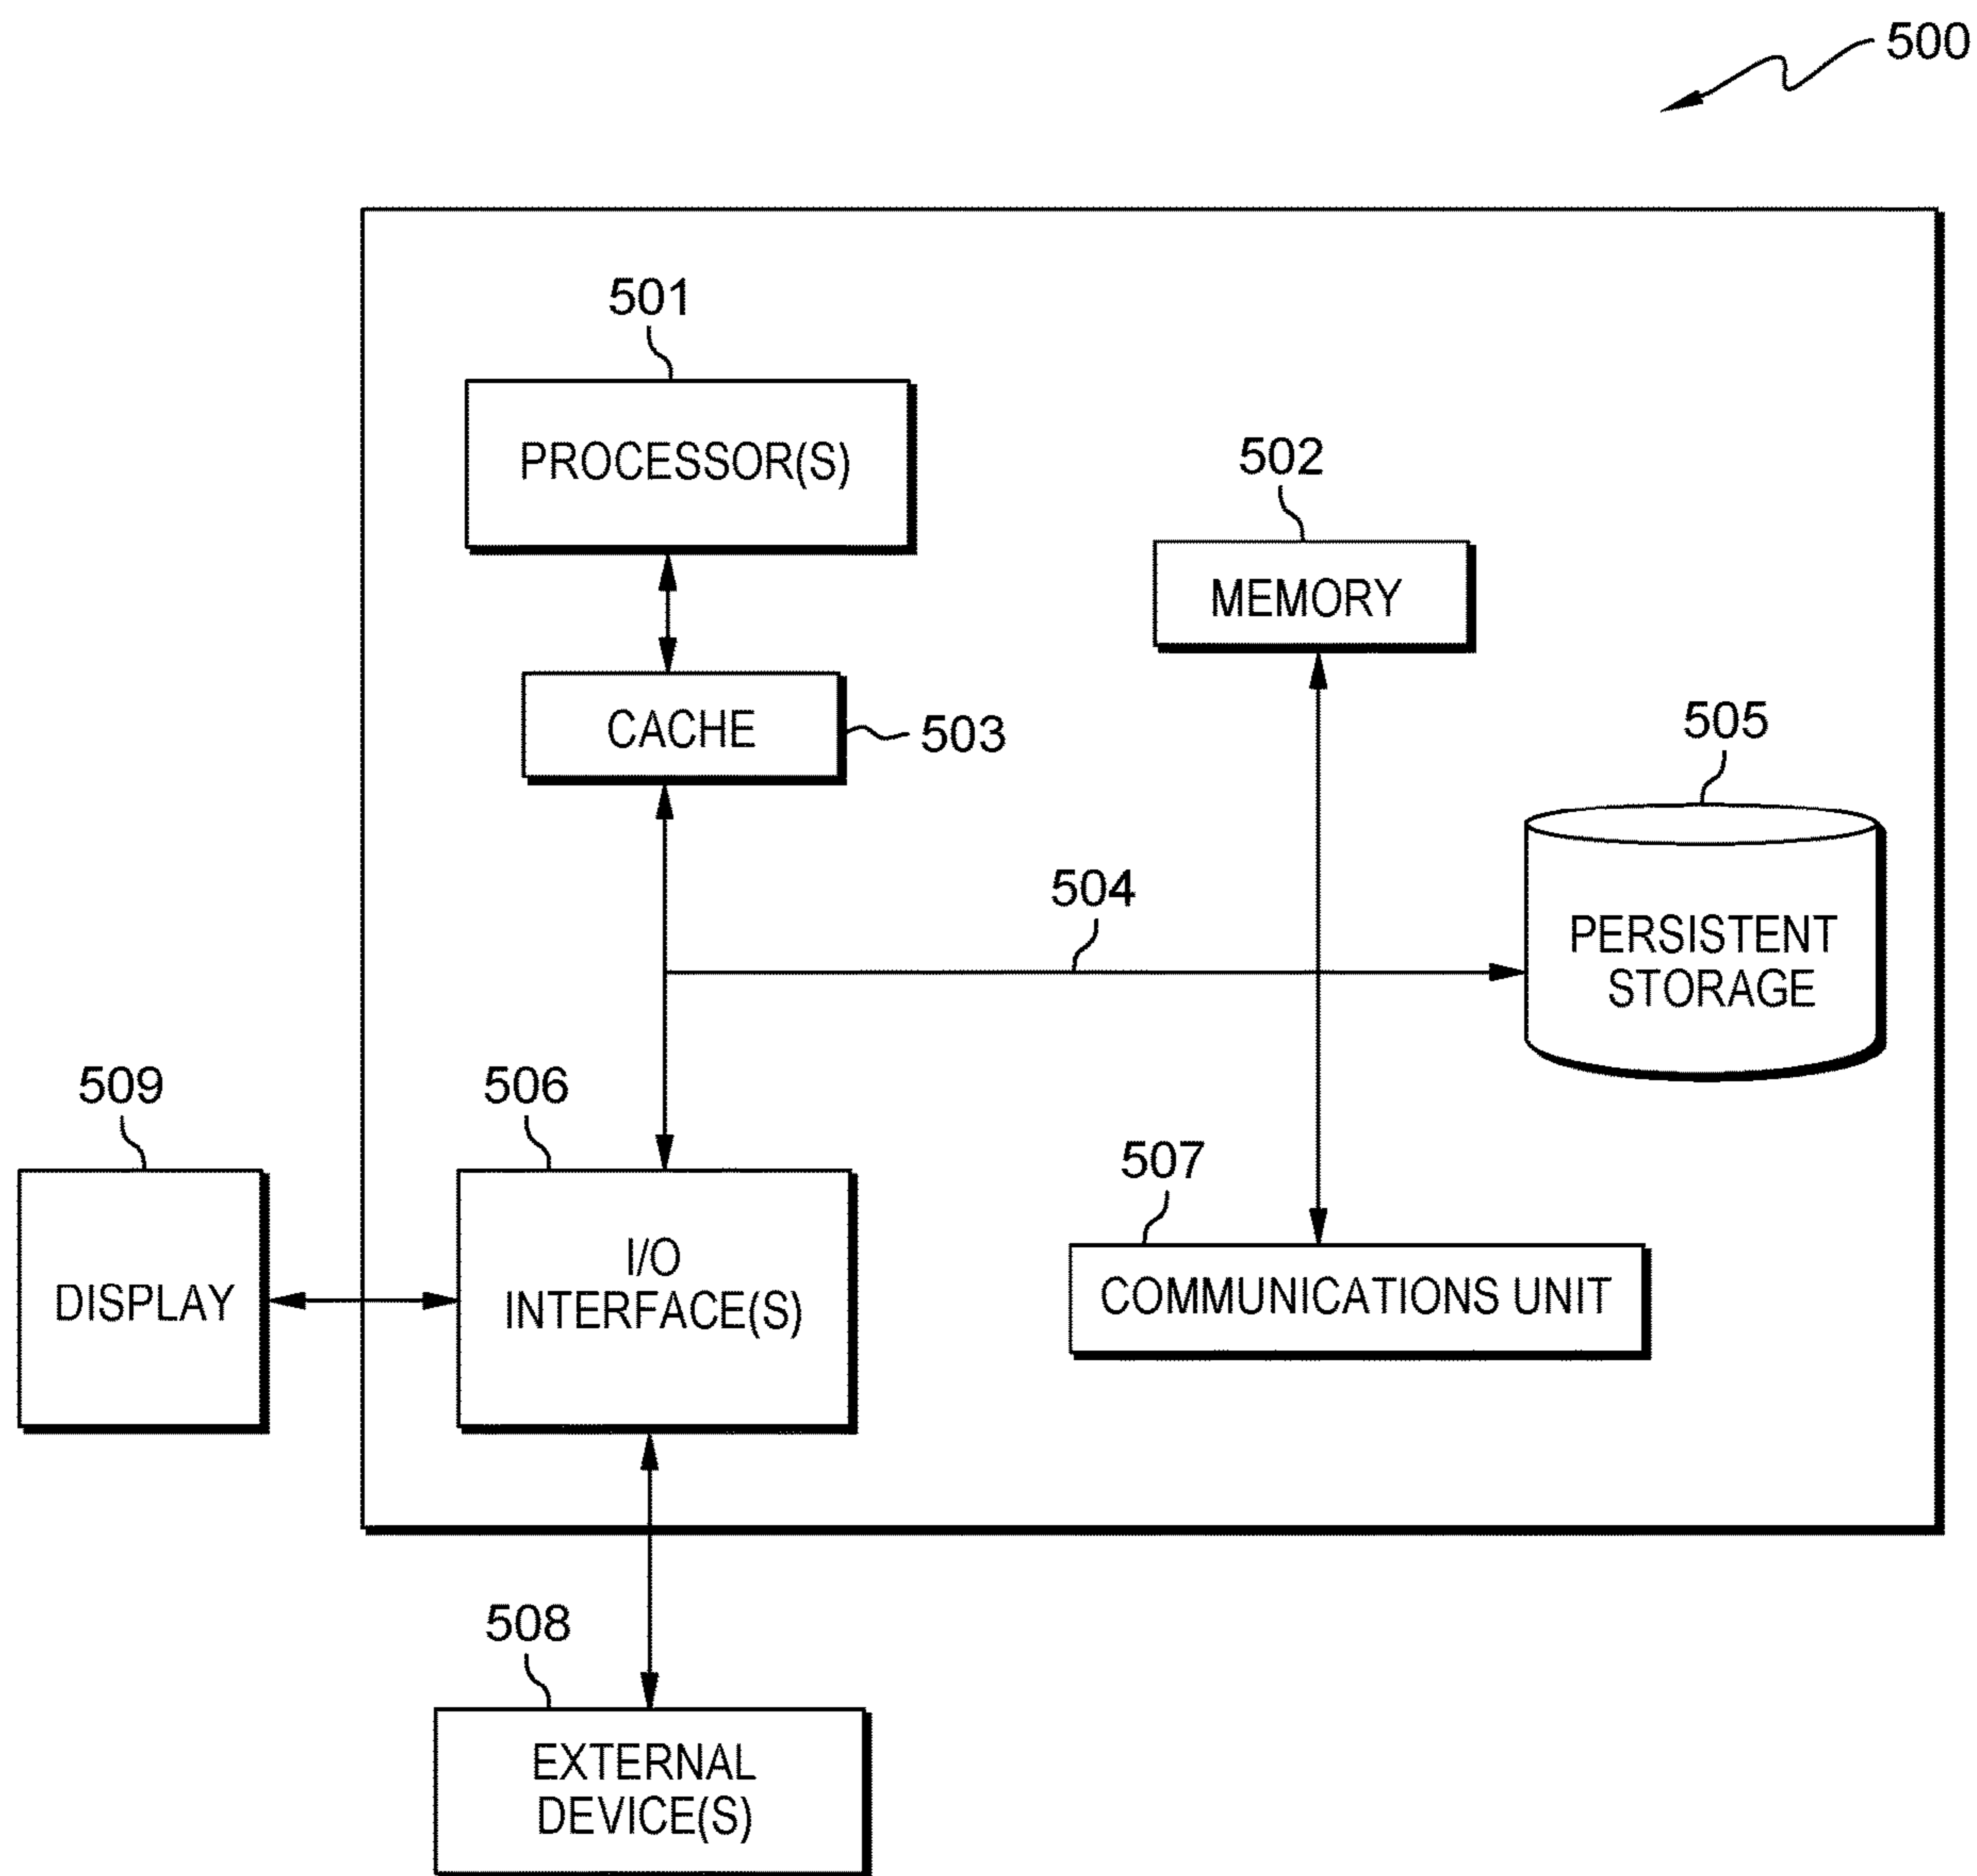 500
501
PROCESSOR(S)
502
MEMORY
CACHE
503
505
504
PERSISTENT
STORAGE
509
506
507
DISPLAY
I/O
INTERFACE(S)
COMMUNICATIONS UNIT
508
EXTERNAL
DEVICE(S)